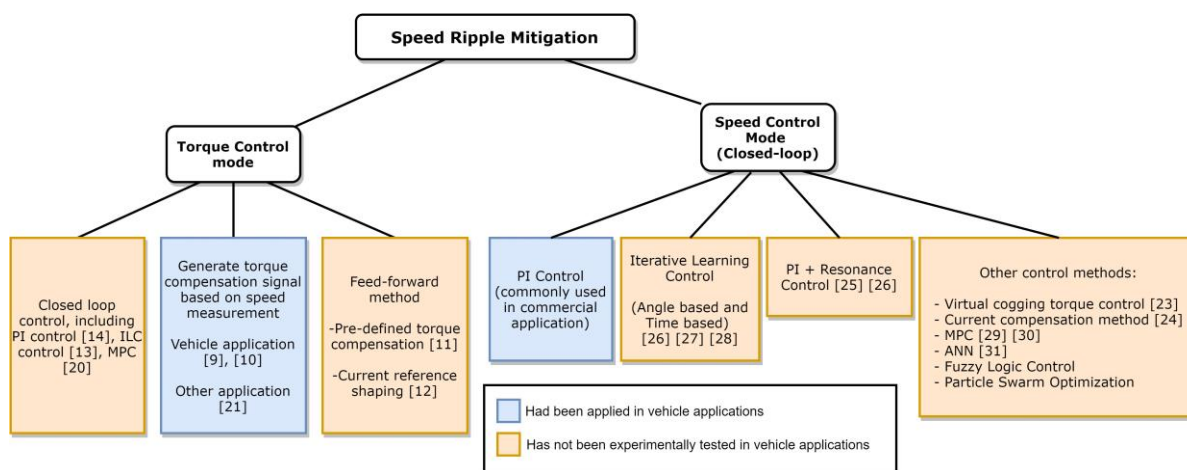 Speed Ripple Mitigation
Torque Control
mode
Speed Control
Mode
(Closed-loop)
Closed loop
control, including
PI control [14], ILC
control [13], MPC
[20]
Generate torque
compensation signal
based on speed
measurement
Vehicle application
[9], [10]
Other application
[21]
Feed-forward
method
-Pre-defined torque
compensation [11]
-Current reference
shaping [12]
PI Control
(commonly used
in commercial
application)
Iterative Learning
Control
(Angle based and
Time based)
[26] [27] [28]
PI + Resonance
Control [25] [26]
Other control methods:
- Virtual cogging torque control [23]
- Current compensation method [24]
- MPC [29] [30]
- ANN [31]
- Fuzzy Logic Control
- Particle Swarm Optimization
Had been applied in vehicle applications
Has not been experimentally tested in vehicle applications